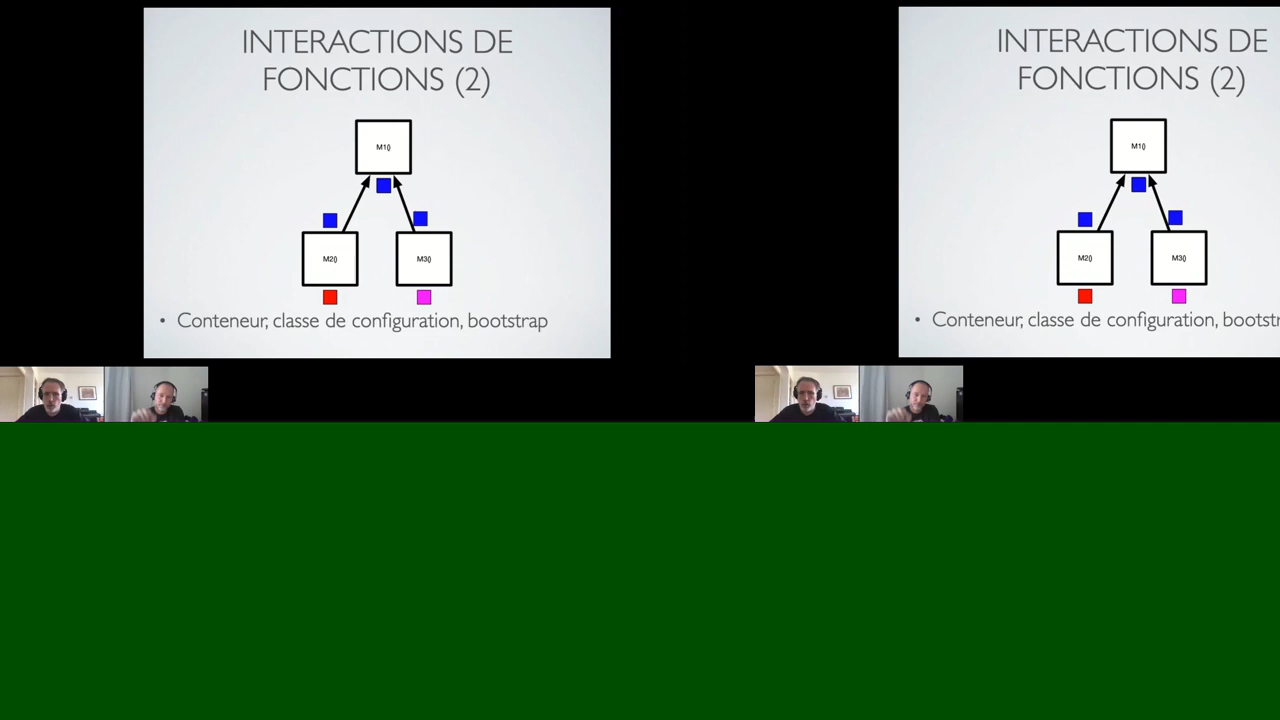 INTERACTIONS DE
FONCTIONS (2)
M1()
M2()
M3()
• Conteneur, classe de configuration, bootstrap
INTERACTIONS DE
FONCTIONS (2)
M1()
M2()
M3()
• Conteneur, classe de configuration, bootstr